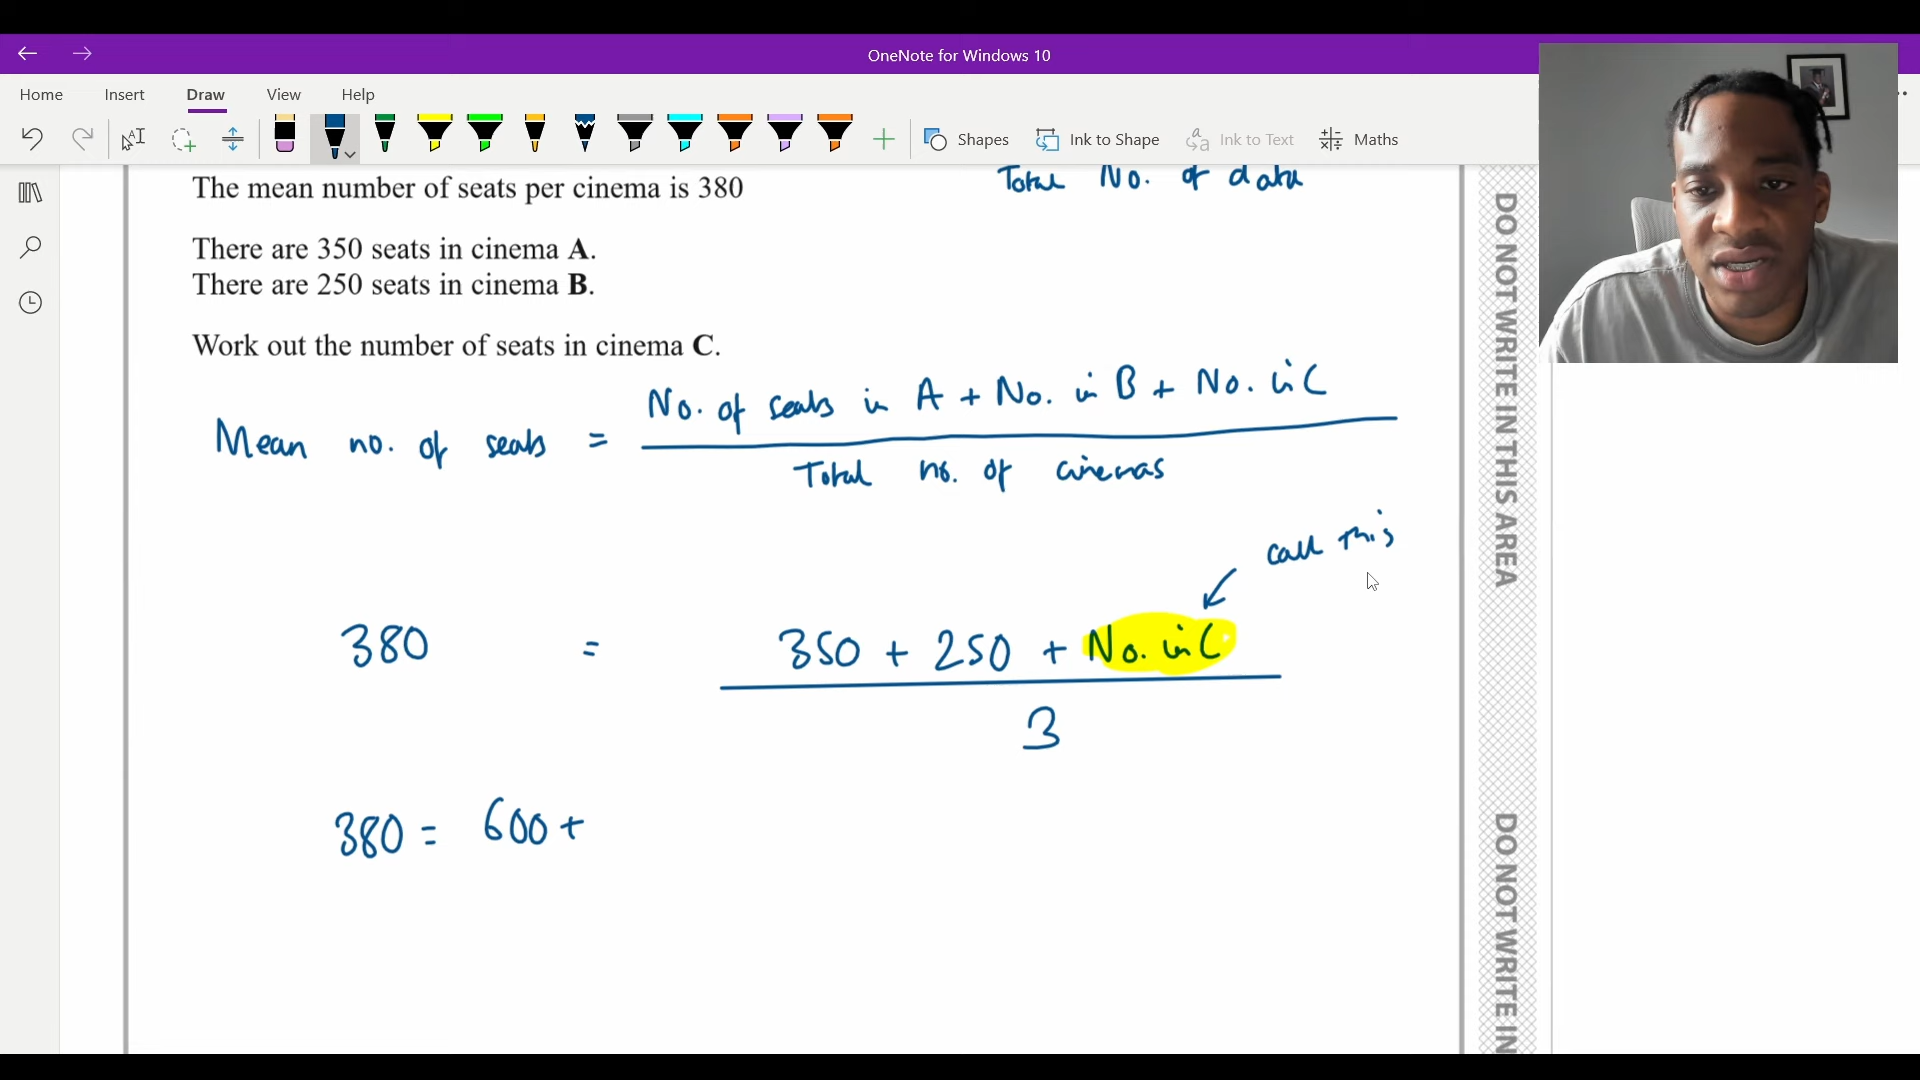 OneNote for Windows 10
Home Insert Draw View Help
Shapes Ink to Shape Ink to Text Maths
Total No. of data
The mean number of seats per cinema is 380
There are 350 seats in cinema A.
There are 250 seats in cinema B.
Work out the number of seats in cinema C.
Mean no. of seats = No. of seats in A + No. in B + No. in C
Total no. of cinemas
call this
380 = 350 + 250 + No. in C
3
380 = 600 +
DO NOT WRITE IN THIS AREA
DO NOT WRITE IN